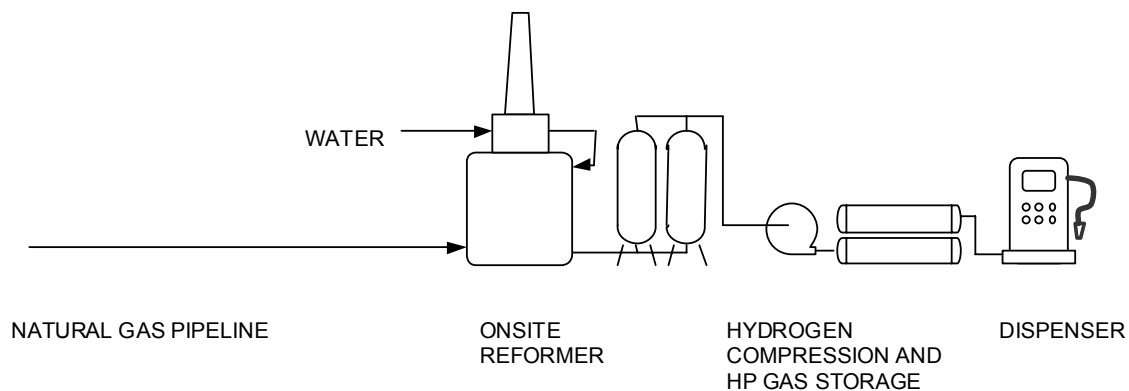 WATER
NATURAL GAS PIPELINE
ONSITE
REFORMER
HYDROGEN
COMPRESSION AND
HP GAS STORAGE
DISPENSER